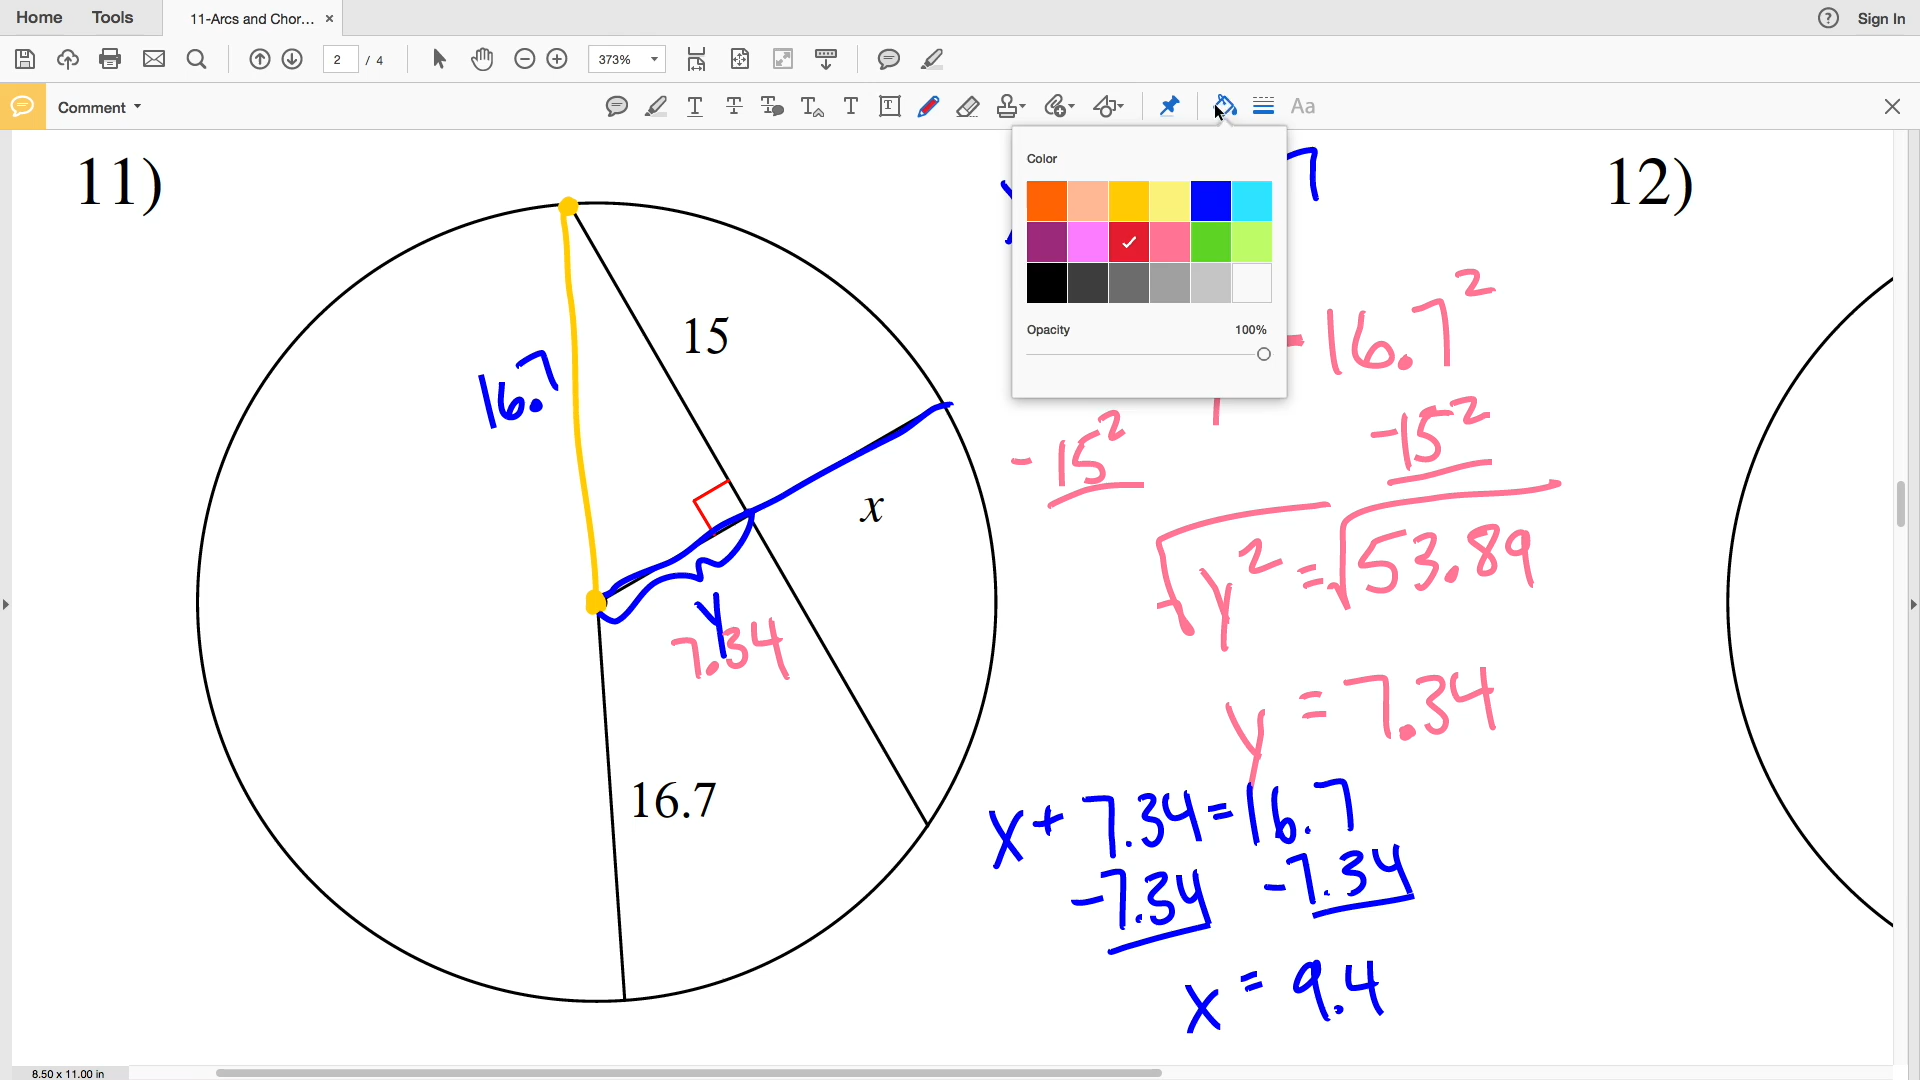 Home Tools 11-Arcs and Chor... × ? Sign In
2 / 4 373%
Comment Aa
11) 12)
Color
7
Opacity 100%
15
16.7
x
y
7.34
16.7
- 16.7²
- 15² -15²
√y² = √53.89
y = 7.34
x + 7.34 = 16.7
-7.34 -7.34
x = 9.4
8.50 x 11.00 in